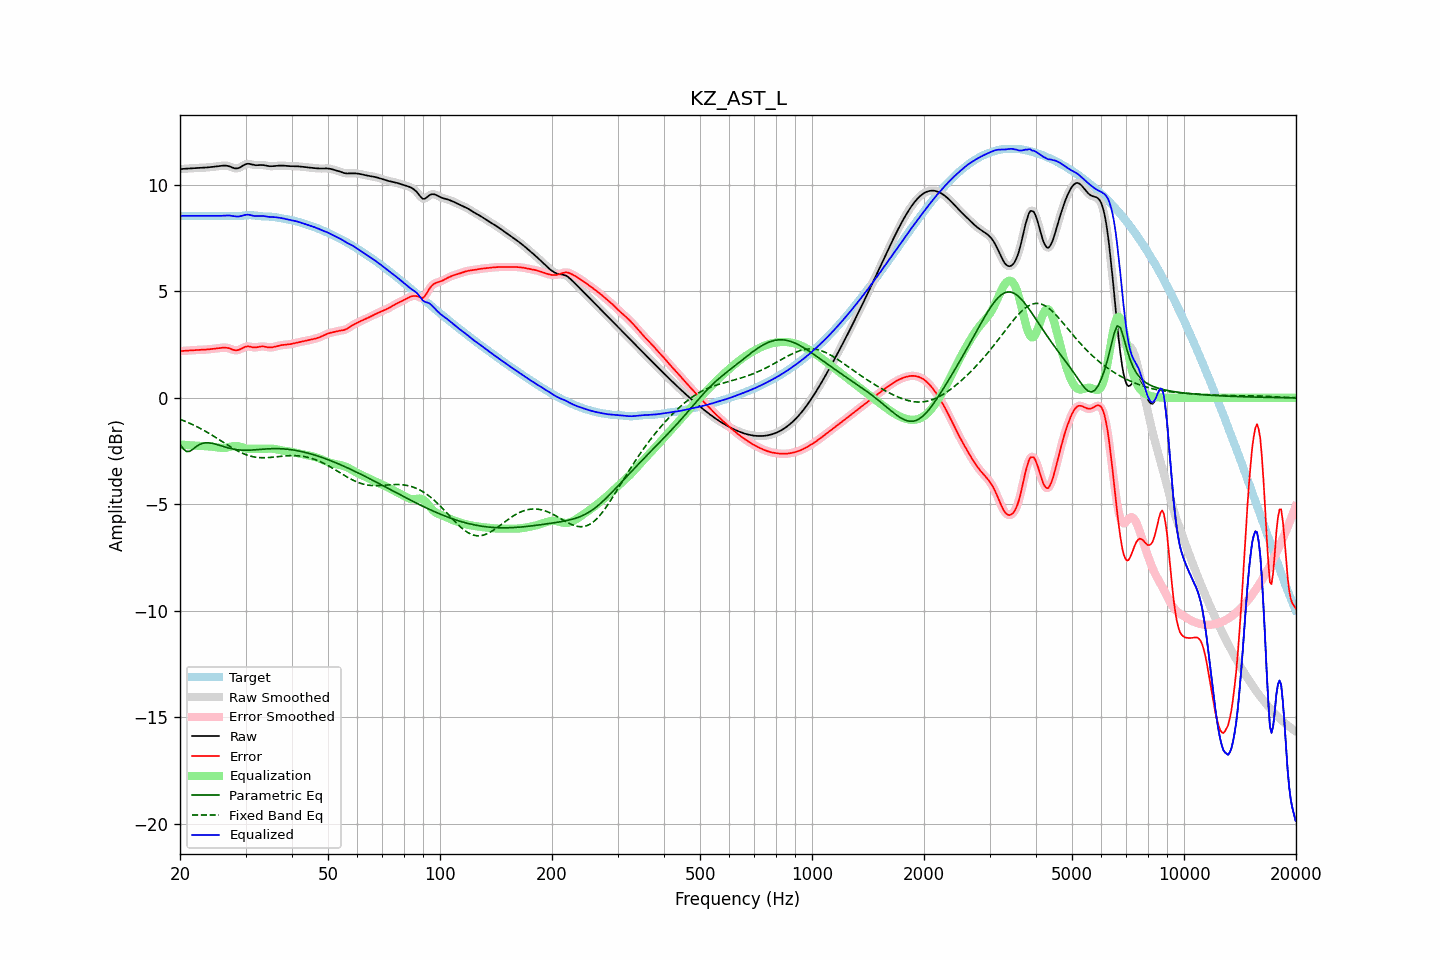 KZ_AST_L
Amplitude (dBr)
10
5
0
−5
−10
−15
−20
Target
Raw Smoothed
Error Smoothed
Raw
Error
Equalization
Parametric Eq
Fixed Band Eq
Equalized
20 50 100 200 500 1000 2000 5000 10000 20000
Frequency (Hz)